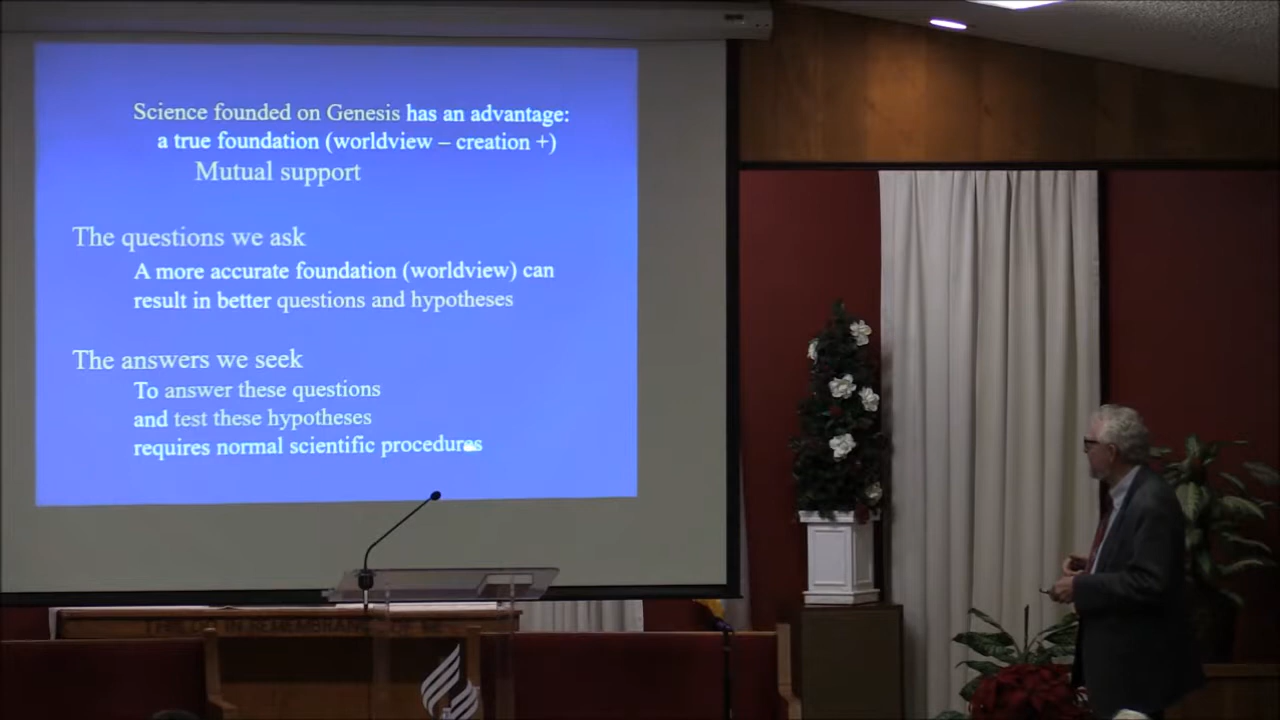 Science founded on Genesis has an advantage:
a true foundation (worldview – creation +)
Mutual support
The questions we ask
A more accurate foundation (worldview) can
result in better questions and hypotheses
The answers we seek
To answer these questions
and test these hypotheses
requires normal scientific procedures
IN REMEMBRANCE